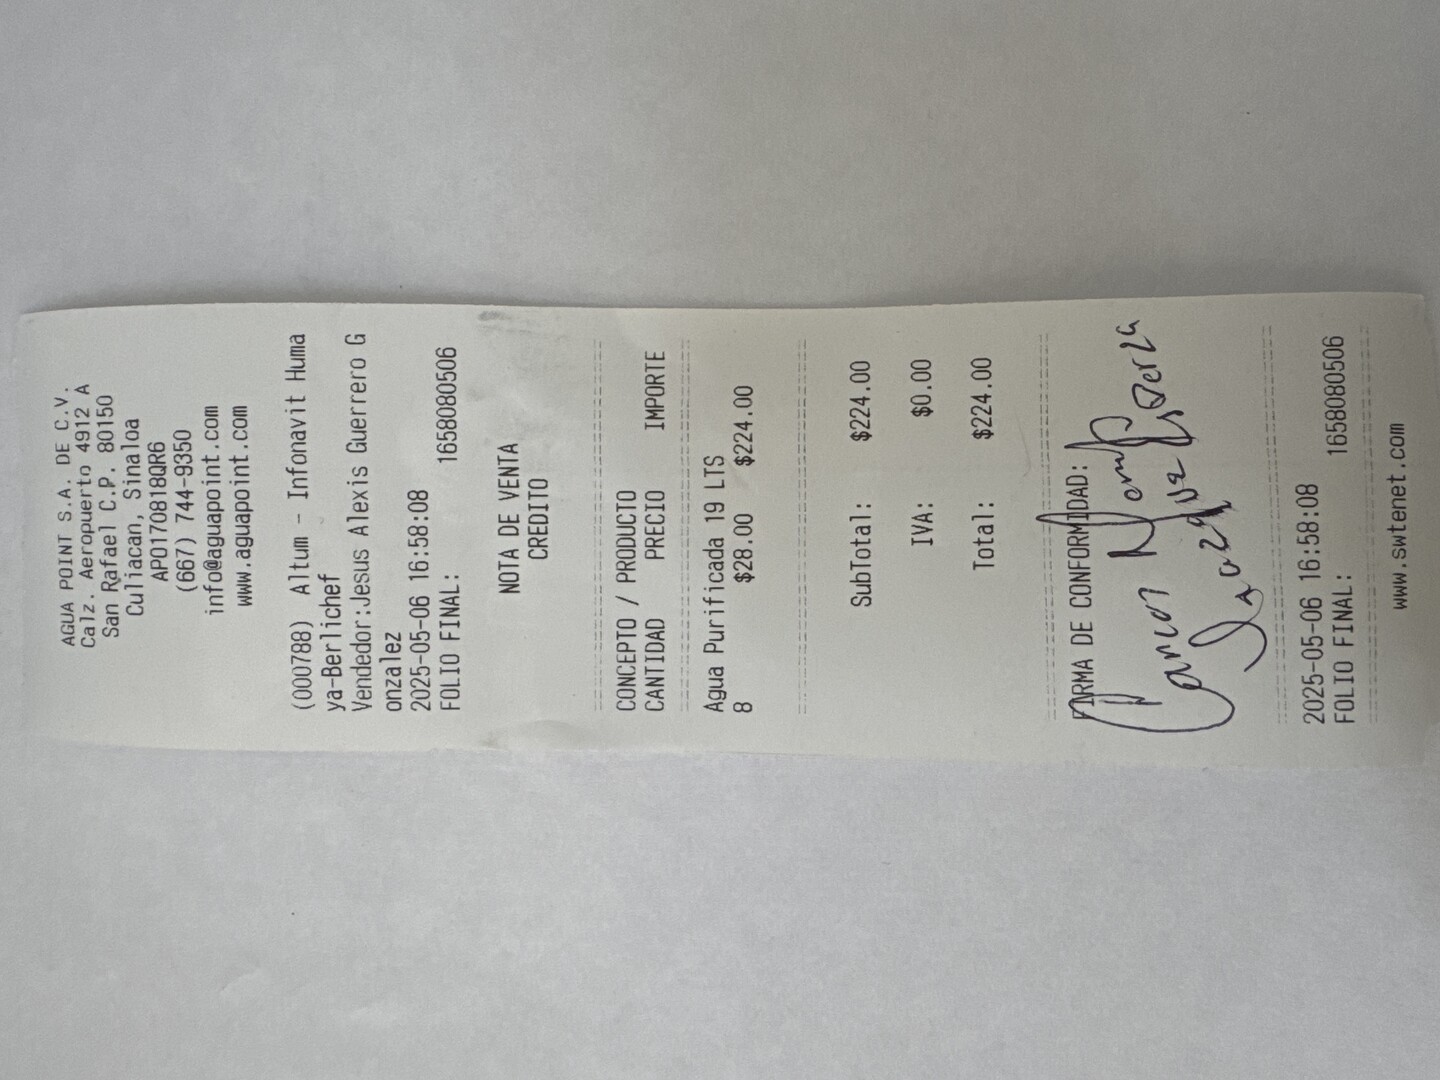 AGUA POINT S.A. DE C.V.
Calz. Aeropuerto 4912 A
San Rafael C.P. 80150
Culiacan, Sinaloa
APO170818QR6
(667) 744-9350
info@aguapoint.com
www.aguapoint.com
(000788) Altum - Infonavit Huma
ya-Berlichef
Vendedor:Jesus Alexis Guerrero G
onzalez
2025-05-06 16:58:08
FOLIO FINAL: 1658080506
NOTA DE VENTA
CREDITO
CONCEPTO / PRODUCTO
CANTIDAD PRECIO IMPORTE
Agua Purificada 19 LTS
8 $28.00 $224.00
SubTotal: $224.00
IVA: $0.00
Total: $224.00
FIRMA DE CONFORMIDAD:
2025-05-06 16:58:08
FOLIO FINAL: 1658080506
www.swtenet.com